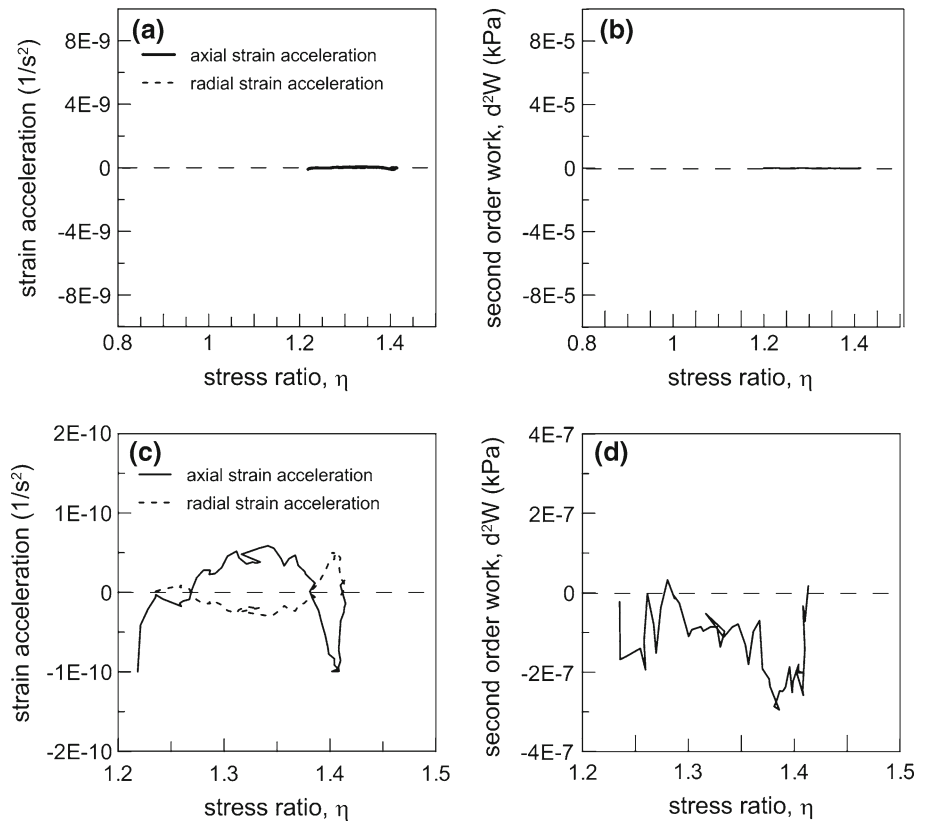 (a)
strain acceleration (1/s²)
8E-9
4E-9
0
-4E-9
-8E-9
axial strain acceleration
radial strain acceleration
0.8
1
1.2
1.4
stress ratio, η
(b)
second order work, d²W (kPa)
8E-5
4E-5
0
-4E-5
-8E-5
0.8
1
1.2
1.4
stress ratio, η
(c)
strain acceleration (1/s²)
2E-10
1E-10
0
-1E-10
-2E-10
axial strain acceleration
radial strain acceleration
1.2
1.3
1.4
1.5
stress ratio, η
(d)
second order work, d²W (kPa)
4E-7
2E-7
0
-2E-7
-4E-7
1.2
1.3
1.4
1.5
stress ratio, η